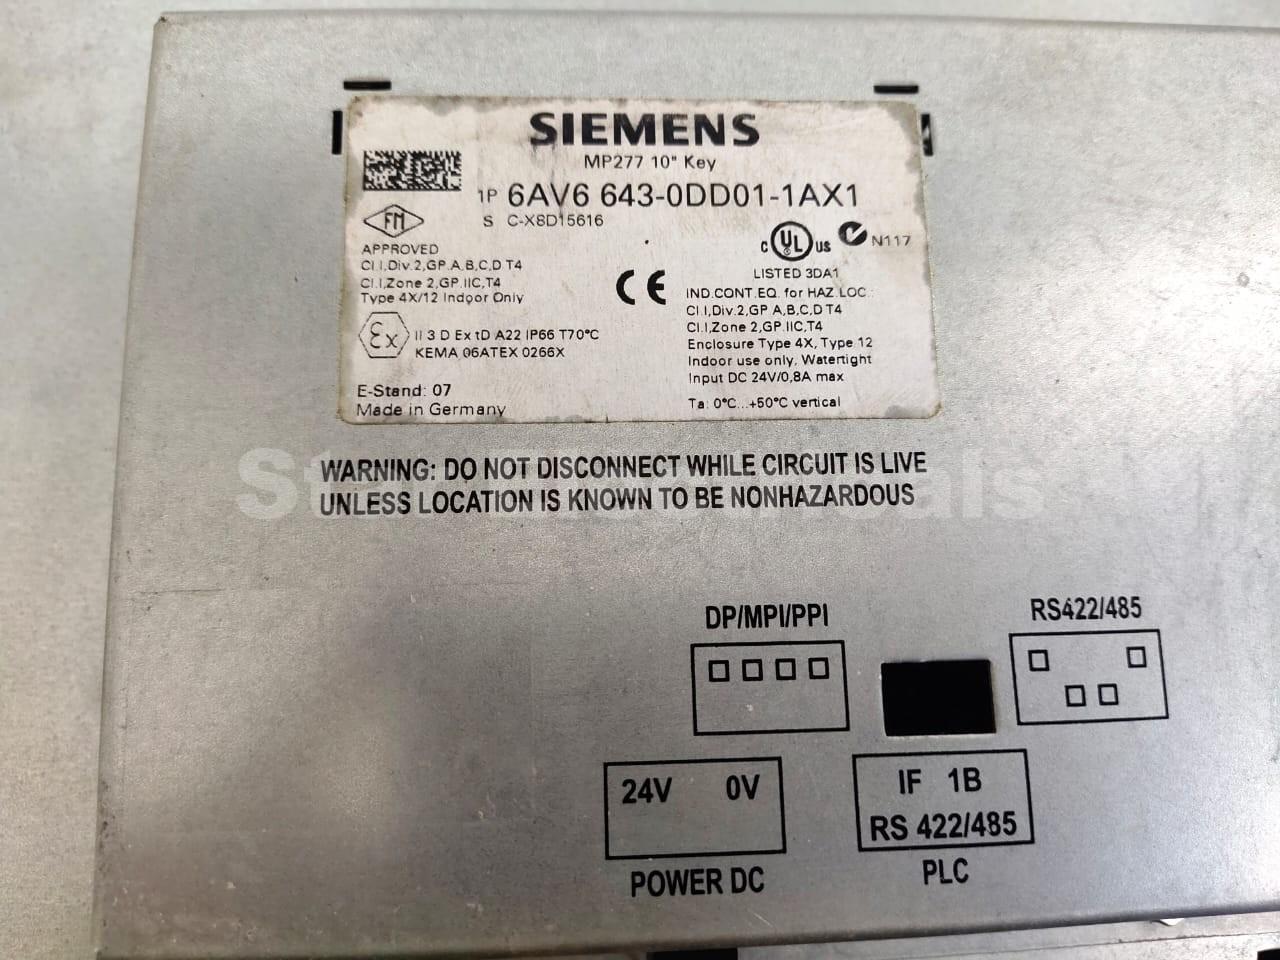 SIEMENS
MP277 10" Key
1P 6AV6 643-0DD01-1AX1
S C-X8D15616
FM
APPROVED
CI.I,Div.2,GP.A,B,C,D T4
CI.I,Zone 2,GP.IIC,T4
Type 4X/12 Indoor Only
Ex II 3 D Ex tD A22 IP66 T70°C
KEMA 06ATEX 0266X
E-Stand: 07
Made in Germany
CE
C UL US N117
LISTED 3DA1
IND.CONT.EQ. for HAZ.LOC.:
CI.I,Div.2,GP A,B,C,D T4
CI.I,Zone 2,GP.IIC,T4
Enclosure Type 4X, Type 12
Indoor use only, Watertight
Input DC 24V/0,8A max
Ta: 0°C...+50°C vertical
WARNING: DO NOT DISCONNECT WHILE CIRCUIT IS LIVE
UNLESS LOCATION IS KNOWN TO BE NONHAZARDOUS
DP/MPI/PPI
RS422/485
24V 0V
POWER DC
IF 1B
RS 422/485
PLC